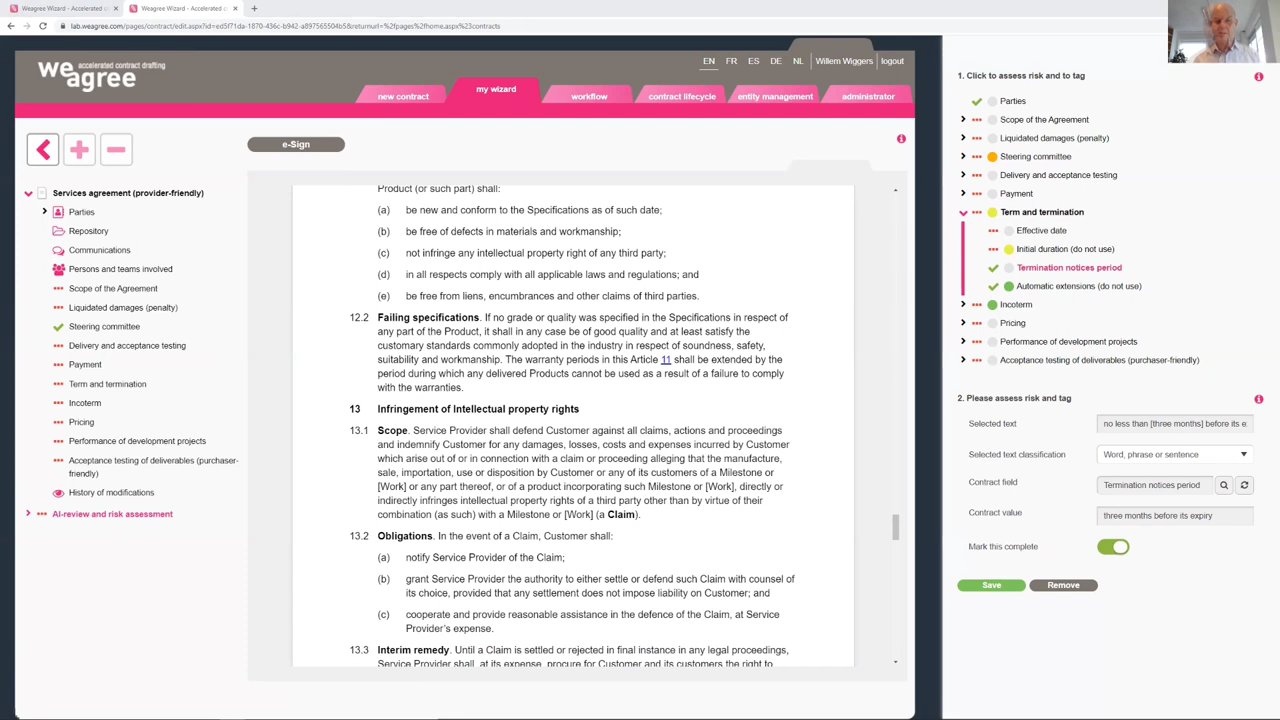 Weagree Wizard - Accelerated c
Weagree Wizard - Accelerated c
lab.weagree.com/pages/contract/edit.aspx?id=ed5f71da-1870-436c-b942-a897565504b5&returnurl=%2fpages%2fhome.aspx%23contracts
we agree accelerated contract drafting
EN FR ES DE NL Willem Wiggers logout
new contract my wizard workflow contract lifecycle entity management administrator
e-Sign
Services agreement (provider-friendly)
Parties
Repository
Communications
Persons and teams involved
Scope of the Agreement
Liquidated damages (penalty)
Steering committee
Delivery and acceptance testing
Payment
Term and termination
Incoterm
Pricing
Performance of development projects
Acceptance testing of deliverables (purchaser-
friendly)
History of modifications
AI-review and risk assessment
Product (or such part) shall:
(a) be new and conform to the Specifications as of such date;
(b) be free of defects in materials and workmanship;
(c) not infringe any intellectual property right of any third party;
(d) in all respects comply with all applicable laws and regulations; and
(e) be free from liens, encumbrances and other claims of third parties.
12.2 Failing specifications. If no grade or quality was specified in the Specifications in respect of
any part of the Product, it shall in any case be of good quality and at least satisfy the
customary standards commonly adopted in the industry in respect of soundness, safety,
suitability and workmanship. The warranty periods in this Article 11 shall be extended by the
period during which any delivered Products cannot be used as a result of a failure to comply
with the warranties.
13 Infringement of Intellectual property rights
13.1 Scope. Service Provider shall defend Customer against all claims, actions and proceedings
and indemnify Customer for any damages, losses, costs and expenses incurred by Customer
which arise out of or in connection with a claim or proceeding alleging that the manufacture,
sale, importation, use or disposition by Customer or any of its customers of a Milestone or
[Work] or any part thereof, or of a product incorporating such Milestone or [Work], directly or
indirectly infringes intellectual property rights of a third party other than by virtue of their
combination (as such) with a Milestone or [Work] (a Claim).
13.2 Obligations. In the event of a Claim, Customer shall:
(a) notify Service Provider of the Claim;
(b) grant Service Provider the authority to either settle or defend such Claim with counsel of
its choice, provided that any settlement does not impose liability on Customer; and
(c) cooperate and provide reasonable assistance in the defence of the Claim, at Service
Provider's expense.
13.3 Interim remedy. Until a Claim is settled or rejected in final instance in any legal proceedings,
Service Provider shall, at its expense, procure for Customer and its customers the right to
1. Click to assess risk and to tag
Parties
Scope of the Agreement
Liquidated damages (penalty)
Steering committee
Delivery and acceptance testing
Payment
Term and termination
Effective date
Initial duration (do not use)
Termination notices period
Automatic extensions (do not use)
Incoterm
Pricing
Performance of development projects
Acceptance testing of deliverables (purchaser-friendly)
2. Please assess risk and tag
Selected text no less than [three months] before its e
Selected text classification Word, phrase or sentence
Contract field Termination notices period
Contract value three months before its expiry
Mark this complete
Save Remove